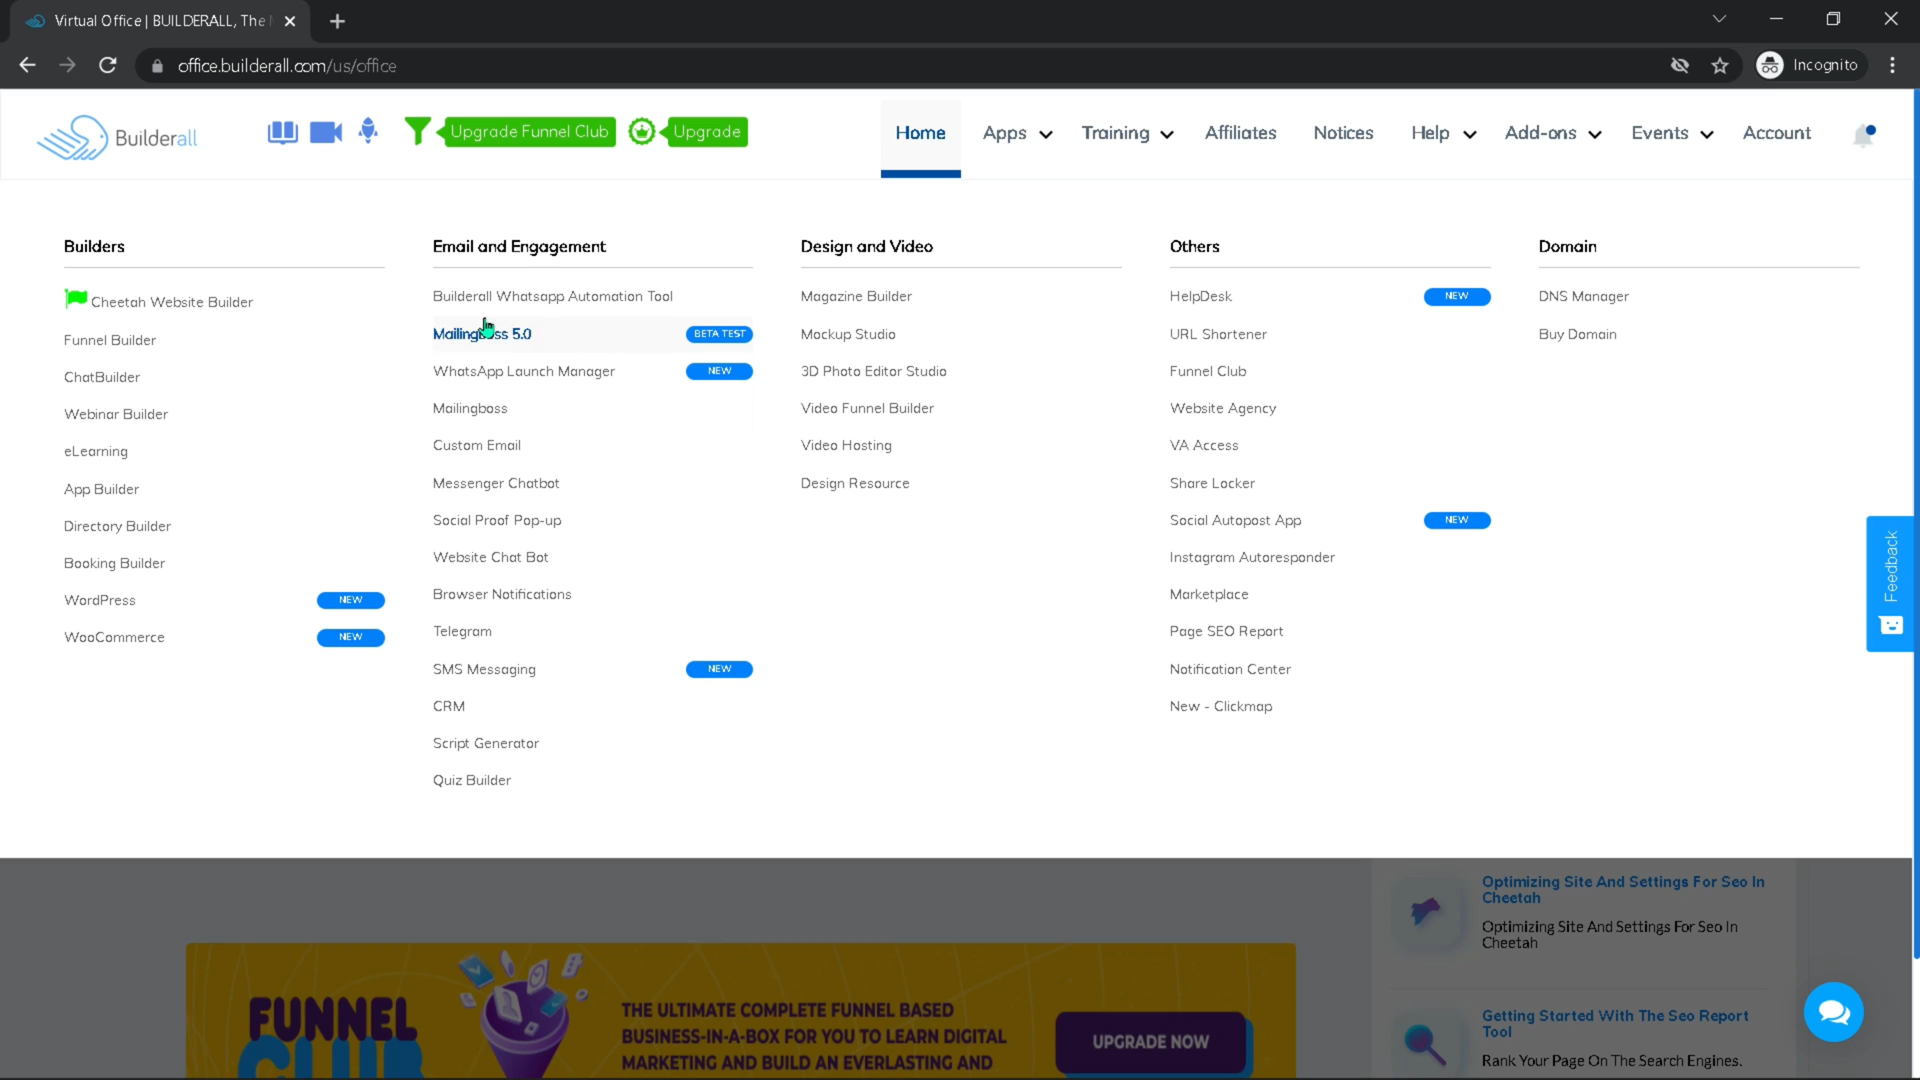 Virtual Office | BUILDERALL, The
office.builderall.com/us/office
Incognito
Builderall
Upgrade Funnel Club
Upgrade
Home
Apps
Training
Affiliates
Notices
Help
Add-ons
Events
Account
Builders
Cheetah Website Builder
Funnel Builder
ChatBuilder
Webinar Builder
eLearning
App Builder
Directory Builder
Booking Builder
WordPress NEW
WooCommerce NEW
Email and Engagement
Builderall Whatsapp Automation Tool
Mailingboss 5.0 BETA TEST
WhatsApp Launch Manager NEW
Mailingboss
Custom Email
Messenger Chatbot
Social Proof Pop-up
Website Chat Bot
Browser Notifications
Telegram
SMS Messaging NEW
CRM
Script Generator
Quiz Builder
Design and Video
Magazine Builder
Mockup Studio
3D Photo Editor Studio
Video Funnel Builder
Video Hosting
Design Resource
Others
HelpDesk NEW
URL Shortener
Funnel Club
Website Agency
VA Access
Share Locker
Social Autopost App NEW
Instagram Autoresponder
Marketplace
Page SEO Report
Notification Center
New - Clickmap
Domain
DNS Manager
Buy Domain
Feedback
FUNNEL
CLUB
THE ULTIMATE COMPLETE FUNNEL BASED
BUSINESS-IN-A-BOX FOR YOU TO LEARN DIGITAL
MARKETING AND BUILD AN EVERLASTING AND
UPGRADE NOW
Optimizing Site And Settings For Seo In
Cheetah
Optimizing Site And Settings For Seo In
Cheetah
Getting Started With The Seo Report
Tool
Rank Your Page On The Search Engines.